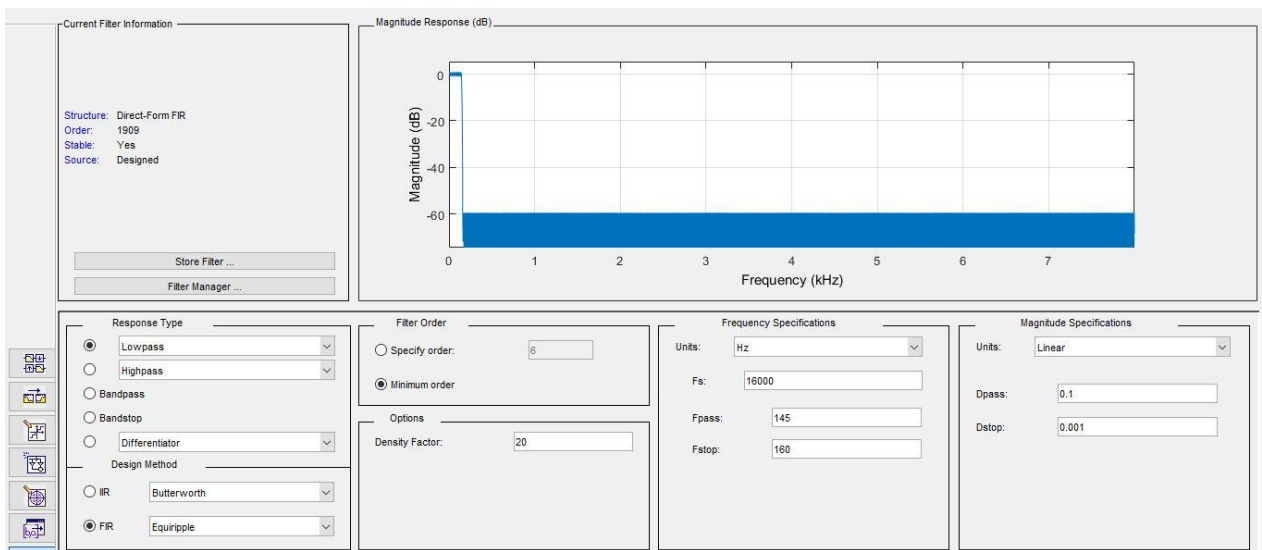 Current Filter Information
Structure: Direct-Form FIR
Order: 1909
Stable: Yes
Source: Designed
Store Filter ...
Filter Manager ...
Magnitude Response (dB)
Magnitude (dB)
0
-20
-40
-60
0 1 2 3 4 5 6 7
Frequency (kHz)
Response Type
Lowpass
Highpass
Bandpass
Bandstop
Differentiator
Design Method
IIR Butterworth
FIR Equiripple
Filter Order
Specify order: 6
Minimum order
Options
Density Factor: 20
Frequency Specifications
Units: Hz
Fs: 16000
Fpass: 145
Fstop: 160
Magnitude Specifications
Units: Linear
Dpass: 0.1
Dstop: 0.001